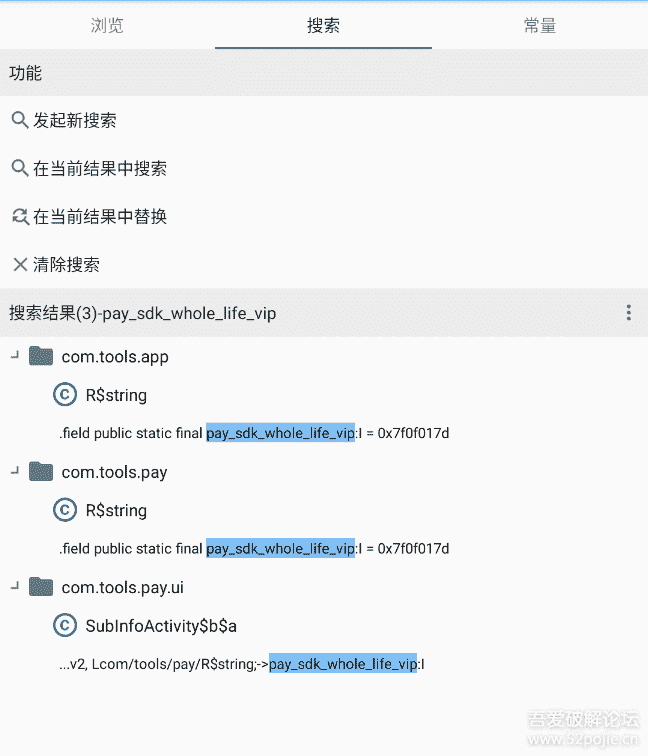 浏览 搜索 常量
功能
发起新搜索
在当前结果中搜索
在当前结果中替换
清除搜索
搜索结果(3)-pay_sdk_whole_life_vip
com.tools.app
C R$string
.field public static final pay_sdk_whole_life_vip:I = 0x7f0f017d
com.tools.pay
C R$string
.field public static final pay_sdk_whole_life_vip:I = 0x7f0f017d
com.tools.pay.ui
C SubInfoActivity$b$a
...v2, Lcom/tools/pay/R$string;->pay_sdk_whole_life_vip:I
吾爱破解论坛
www.52pojie.cn